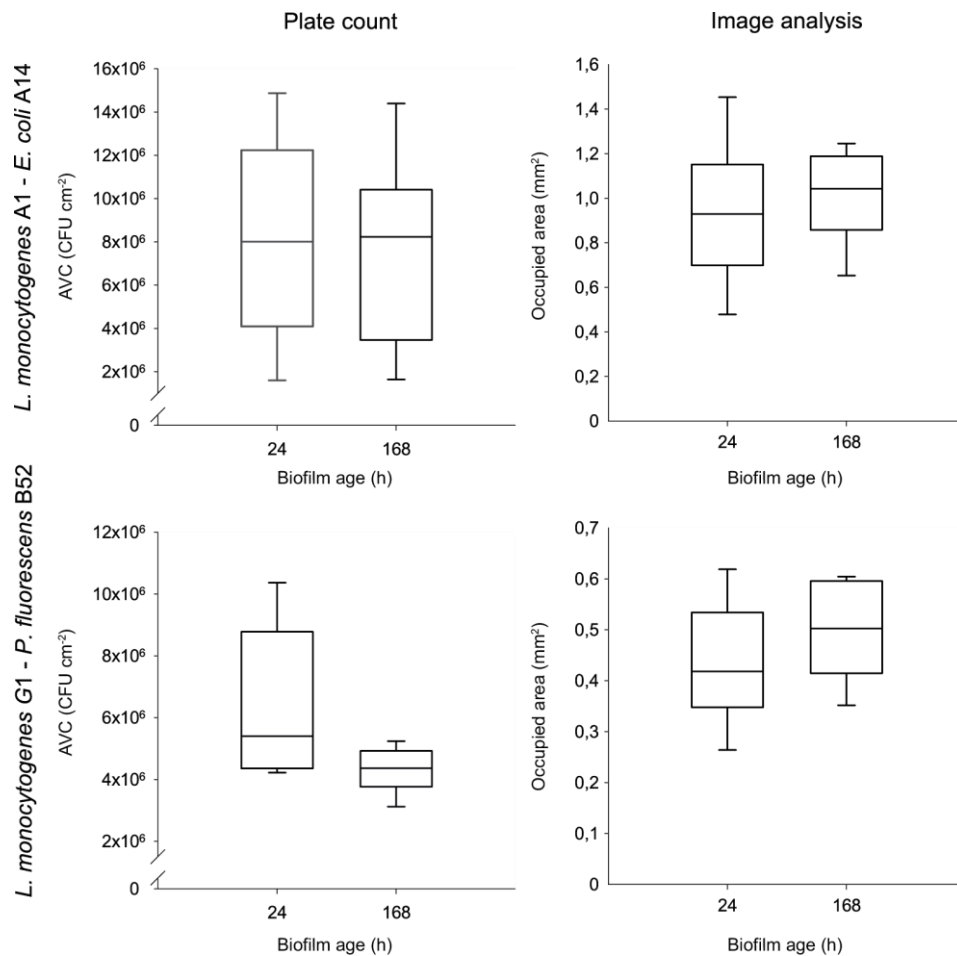 Plate count
Image analysis
L. monocytogenes A1 - E. coli A14
AVC (CFU cm⁻²)
16x10⁶
14x10⁶
12x10⁶
10x10⁶
8x10⁶
6x10⁶
4x10⁶
2x10⁶
0
24
168
Biofilm age (h)
Occupied area (mm²)
1,6
1,4
1,2
1,0
0,8
0,6
0,4
0,2
0
24
168
Biofilm age (h)
L. monocytogenes G1 - P. fluorescens B52
AVC (CFU cm⁻²)
12x10⁶
10x10⁶
8x10⁶
6x10⁶
4x10⁶
2x10⁶
0
24
168
Biofilm age (h)
Occupied area (mm²)
0,7
0,6
0,5
0,4
0,3
0,2
0,1
0
24
168
Biofilm age (h)